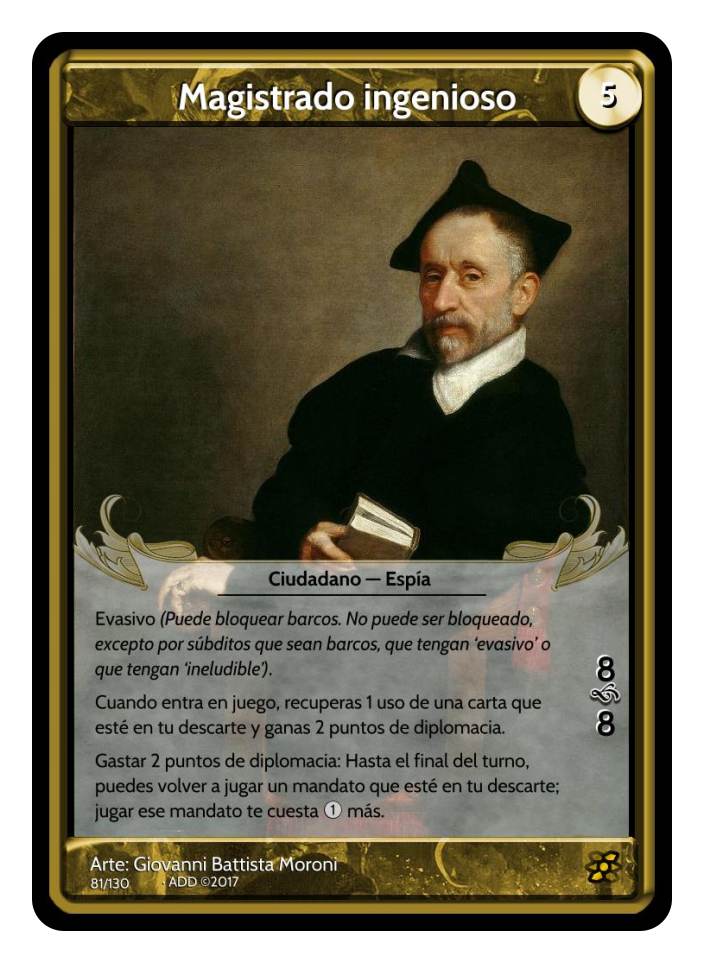 Magistrado ingenioso
5
Ciudadano — Espía
Evasivo (Puede bloquear barcos. No puede ser bloqueado,
excepto por súbditos que sean barcos, que tengan ‘evasivo’ o
que tengan ‘ineludible’).
Cuando entra en juego, recuperas 1 uso de una carta que
esté en tu descarte y ganas 2 puntos de diplomacia.
Gastar 2 puntos de diplomacia: Hasta el final del turno,
puedes volver a jugar un mandato que esté en tu descarte;
jugar ese mandato te cuesta 1 más.
8
8
Arte: Giovanni Battista Moroni
81/130 · ADD ©2017